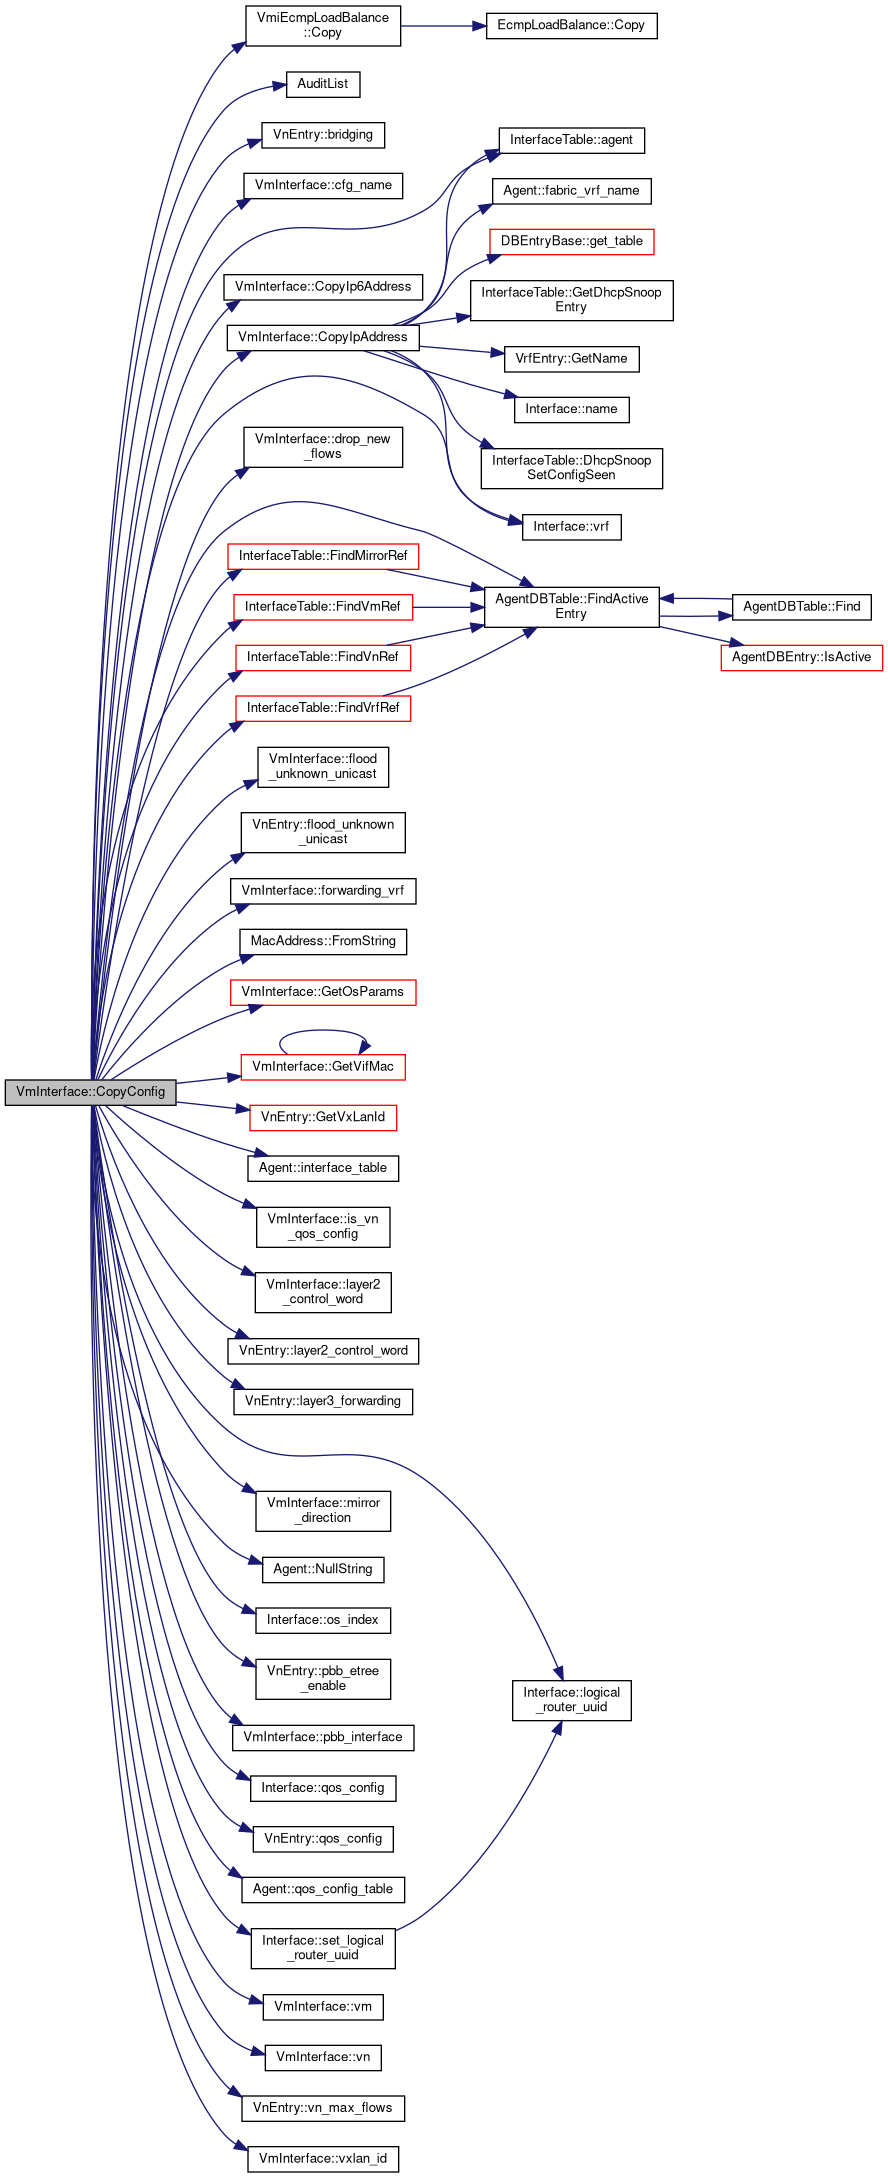 VmiEcmpLoadBalance
::Copy
EcmpLoadBalance::Copy
AuditList
VnEntry::bridging
InterfaceTable::agent
VmInterface::cfg_name
Agent::fabric_vrf_name
DBEntryBase::get_table
VmInterface::CopyIp6Address
InterfaceTable::GetDhcpSnoop
Entry
VmInterface::CopyIpAddress
VrfEntry::GetName
Interface::name
VmInterface::drop_new
_flows
InterfaceTable::DhcpSnoop
SetConfigSeen
Interface::vrf
InterfaceTable::FindMirrorRef
InterfaceTable::FindVmRef
AgentDBTable::FindActive
Entry
AgentDBTable::Find
InterfaceTable::FindVnRef
AgentDBEntry::IsActive
InterfaceTable::FindVrfRef
VmInterface::flood
_unknown_unicast
VnEntry::flood_unknown
_unicast
VmInterface::forwarding_vrf
MacAddress::FromString
VmInterface::GetOsParams
VmInterface::GetVifMac
VmInterface::CopyConfig
VnEntry::GetVxLanId
Agent::interface_table
VmInterface::is_vn
_qos_config
VmInterface::layer2
_control_word
VnEntry::layer2_control_word
VnEntry::layer3_forwarding
VmInterface::mirror
_direction
Agent::NullString
Interface::os_index
VnEntry::pbb_etree
_enable
Interface::logical
_router_uuid
VmInterface::pbb_interface
Interface::qos_config
VnEntry::qos_config
Agent::qos_config_table
Interface::set_logical
_router_uuid
VmInterface::vm
VmInterface::vn
VnEntry::vn_max_flows
VmInterface::vxlan_id